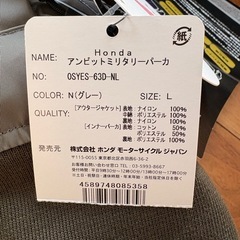 紙
Honda
NAME: アンビットミリタリーパーカ
NO: 0SYES-63D-NL
COLOR: N(グレー) SIZE: L
QUALITY: [アウタージャケット] 表地 ナイロン 100%
中綿 ポリエステル 100%
裏地 ナイロン 100%
[インナーパーカ] 表地 コットン 50%
ポリエステル 50%
裏地 ポリエステル 100%
発売元 株式会社 ホンダ モーターサイクル ジャパン
4589748085358